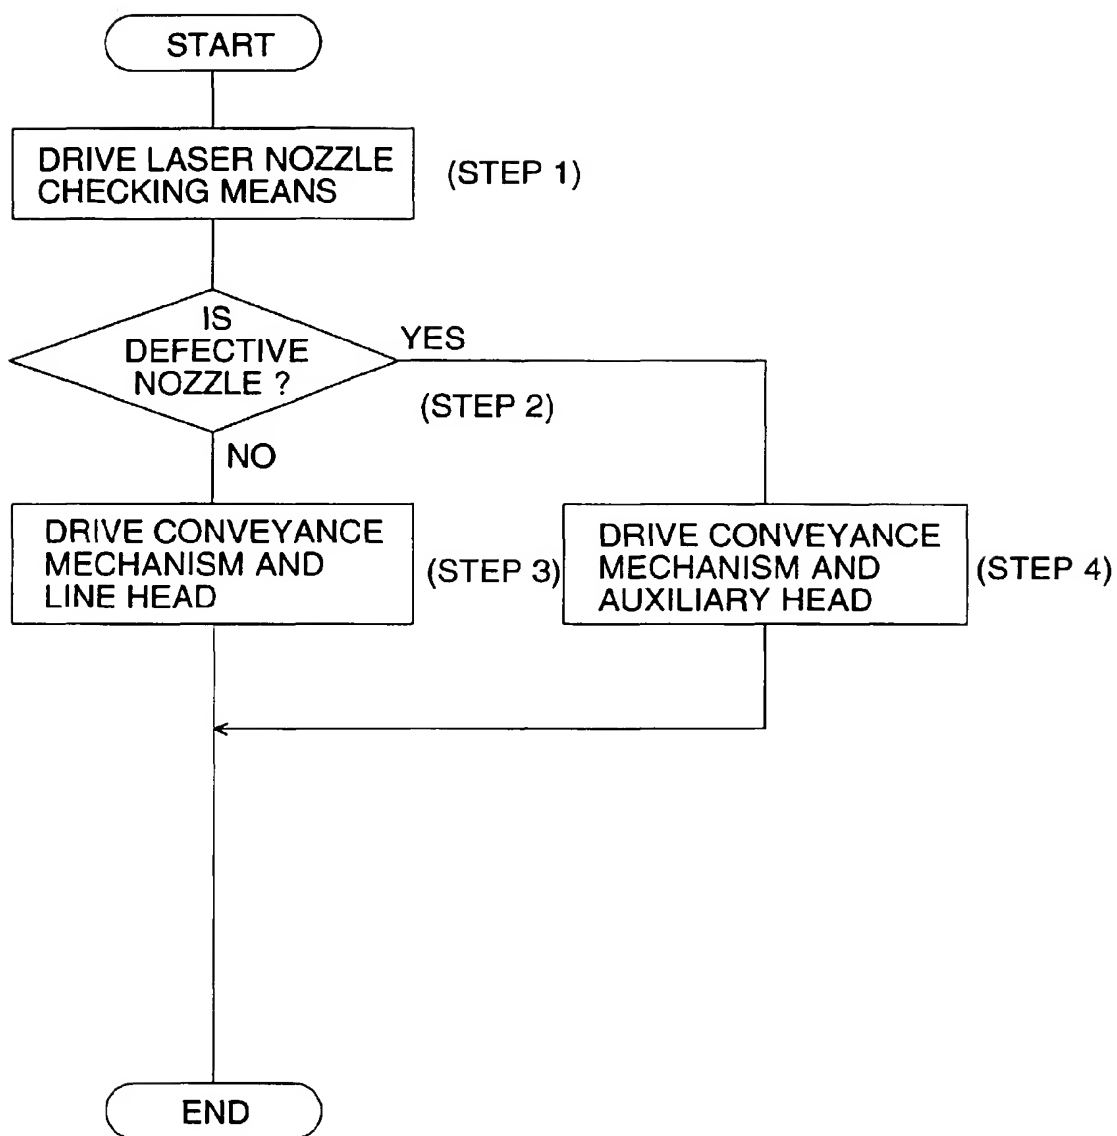 START
DRIVE LASER NOZZLE
CHECKING MEANS
(STEP 1)
IS
DEFECTIVE
NOZZLE ?
YES
(STEP 2)
NO
DRIVE CONVEYANCE
MECHANISM AND
LINE HEAD
(STEP 3)
DRIVE CONVEYANCE
MECHANISM AND
AUXILIARY HEAD
(STEP 4)
END